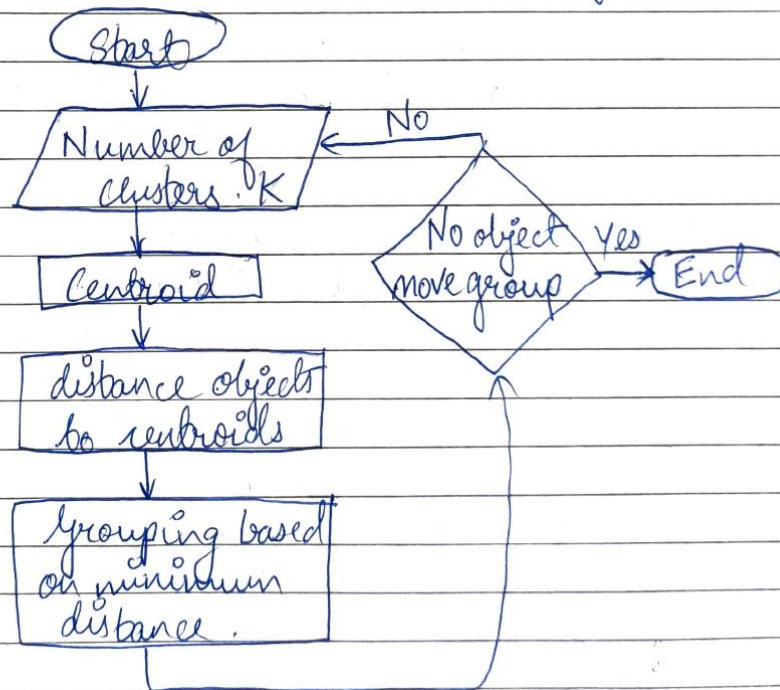 Start
Number of
clusters. K
Centroid
distance objects
to centroids
Grouping based
on minimum
distance.
No object
move group
No
Yes
End